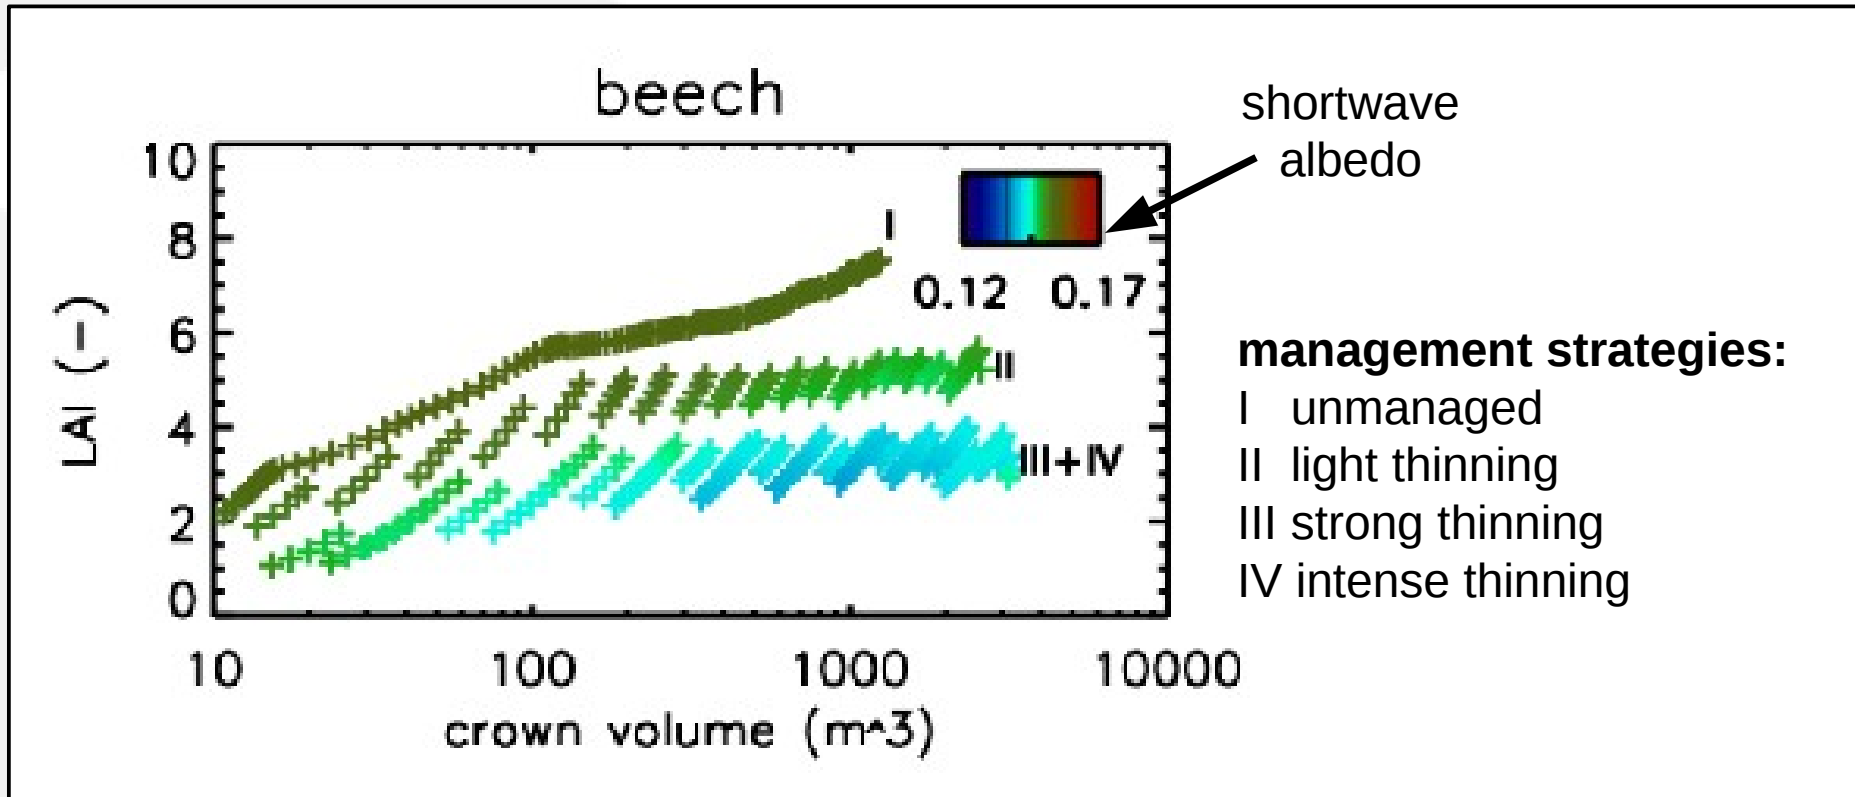 beech
shortwave
albedo
10
8
6
4
2
0
LAI (-)
I
II
III+IV
0.12 0.17
management strategies:
I unmanaged
II light thinning
III strong thinning
IV intense thinning
10 100 1000 10000
crown volume (m^3)